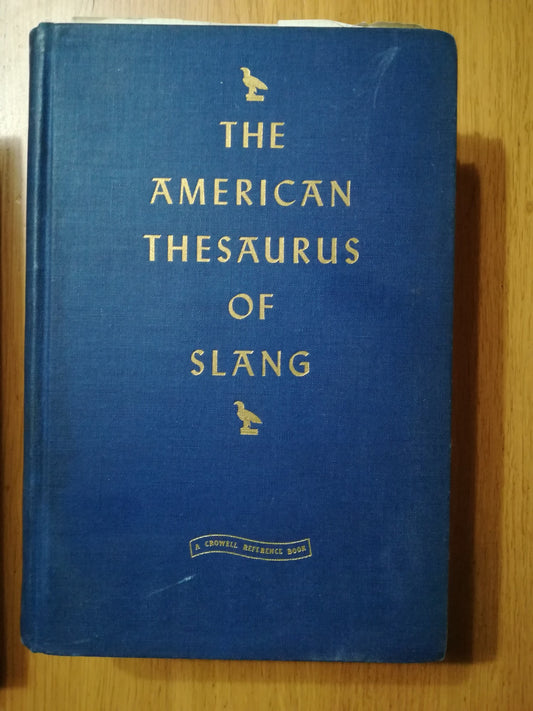 THE
AMERICAN
THESAURUS
OF
SLANG
A CROWELL REFERENCE BOOK